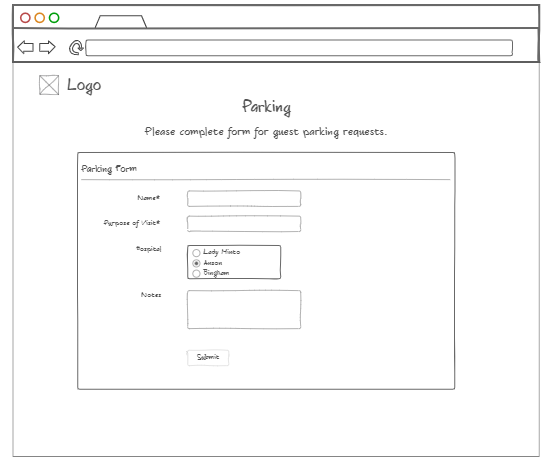 Logo
Parking
Please complete form for guest parking requests.
Parking Form
Name*
Purpose of Visit*
Hospital
Lady Minto
Anson
Bingham
Notes
Submit